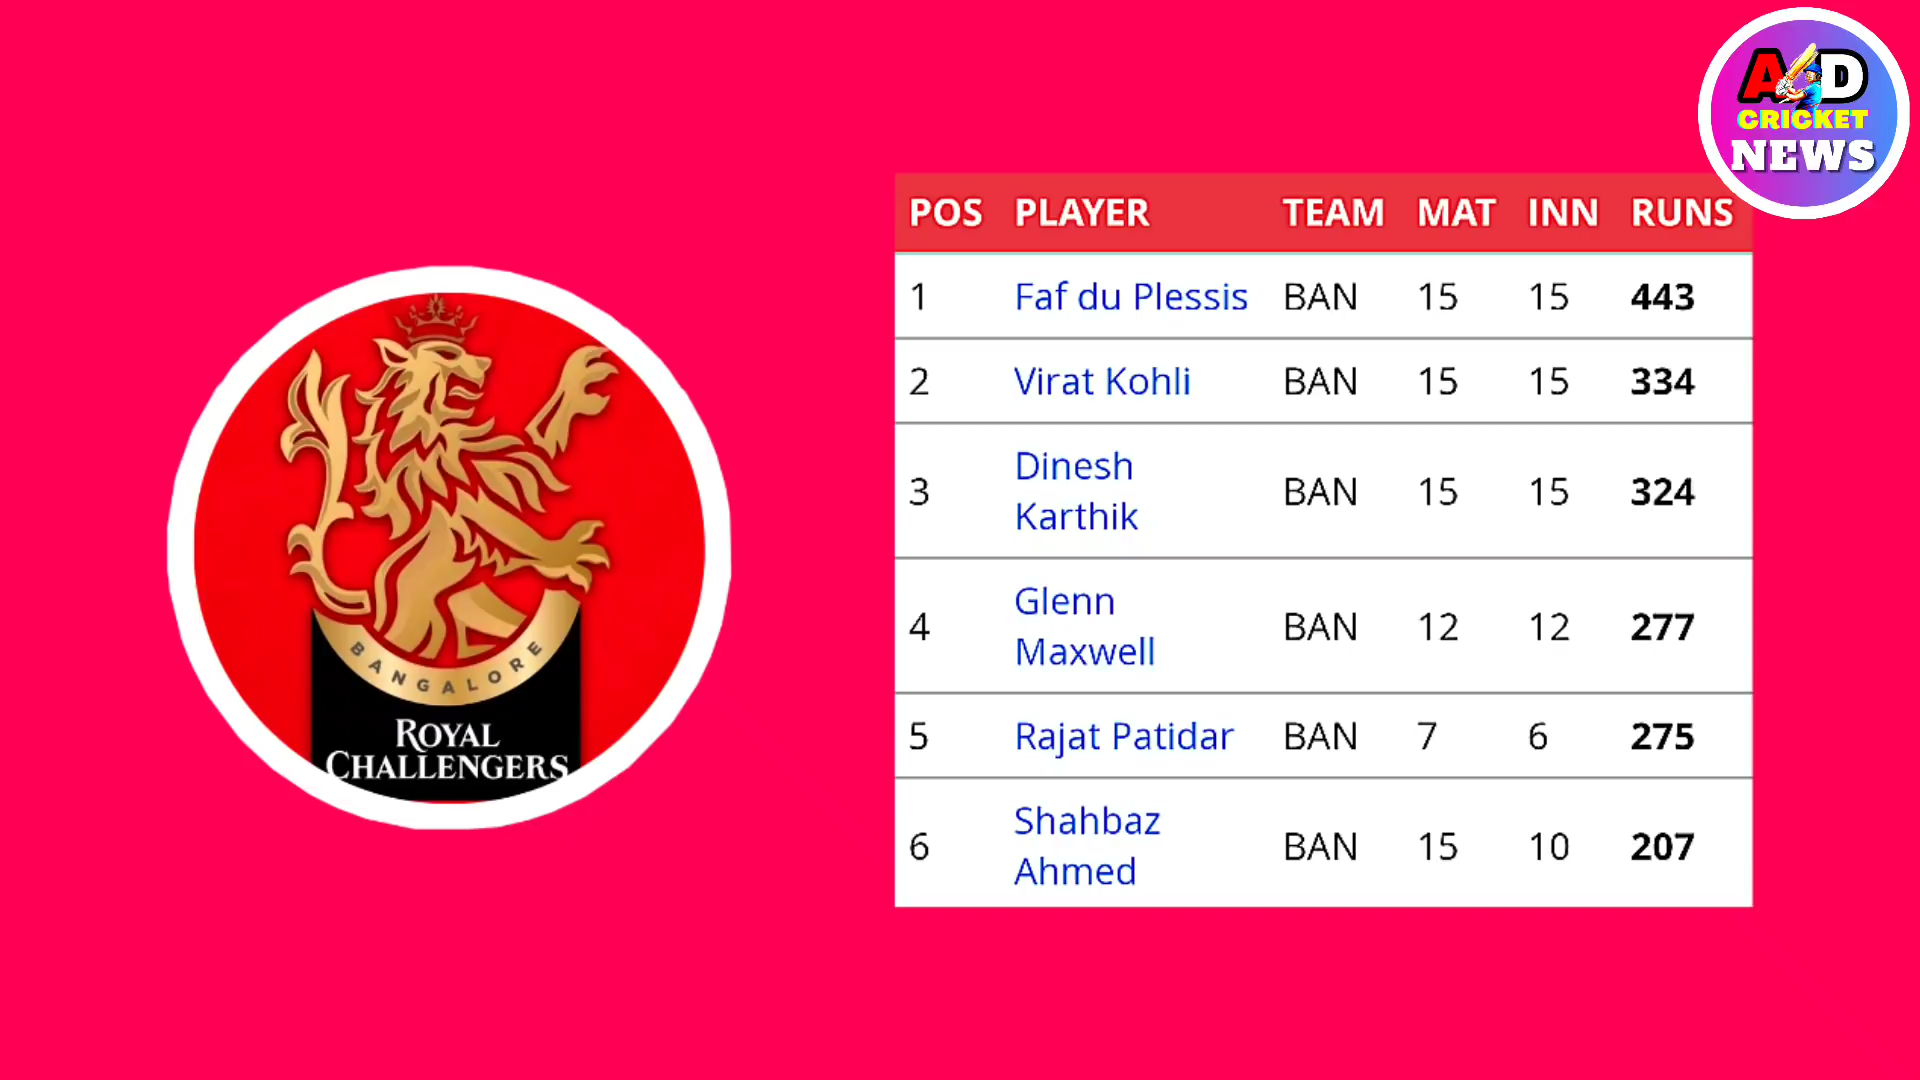 A D
CRICKET
NEWS
BANGALORE
ROYAL
CHALLENGERS
POS PLAYER TEAM MAT INN RUNS
1 Faf du Plessis BAN 15 15 443
2 Virat Kohli BAN 15 15 334
3 Dinesh Karthik BAN 15 15 324
4 Glenn Maxwell BAN 12 12 277
5 Rajat Patidar BAN 7 6 275
6 Shahbaz Ahmed BAN 15 10 207